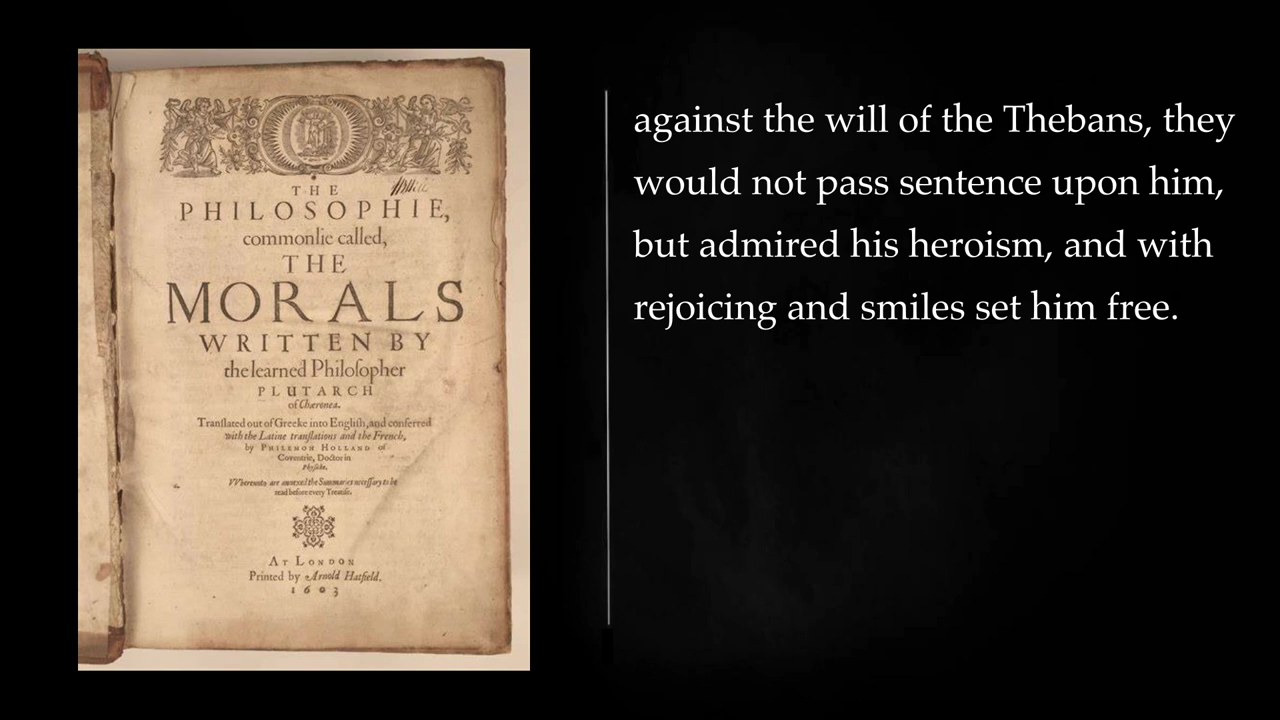 THE
PHILOSOPHIE,
commonlie called,
THE
MORALS
WRITTEN BY
the learned Philoſopher
PLUTARCH
of Chæronea.
Tranſlated out of Greeke into Engliſh, and conferred
with the Latine tranſlations and the French,
by PHILEMON HOLLAND of
Coventrie, Doctor in
Phyſicke.
VVhereunto are annexed the Summaries neceſſary to be
read before every Treatiſe.
AT LONDON
Printed by Arnold Hatfield.
1603
against the will of the Thebans, they
would not pass sentence upon him,
but admired his heroism, and with
rejoicing and smiles set him free.